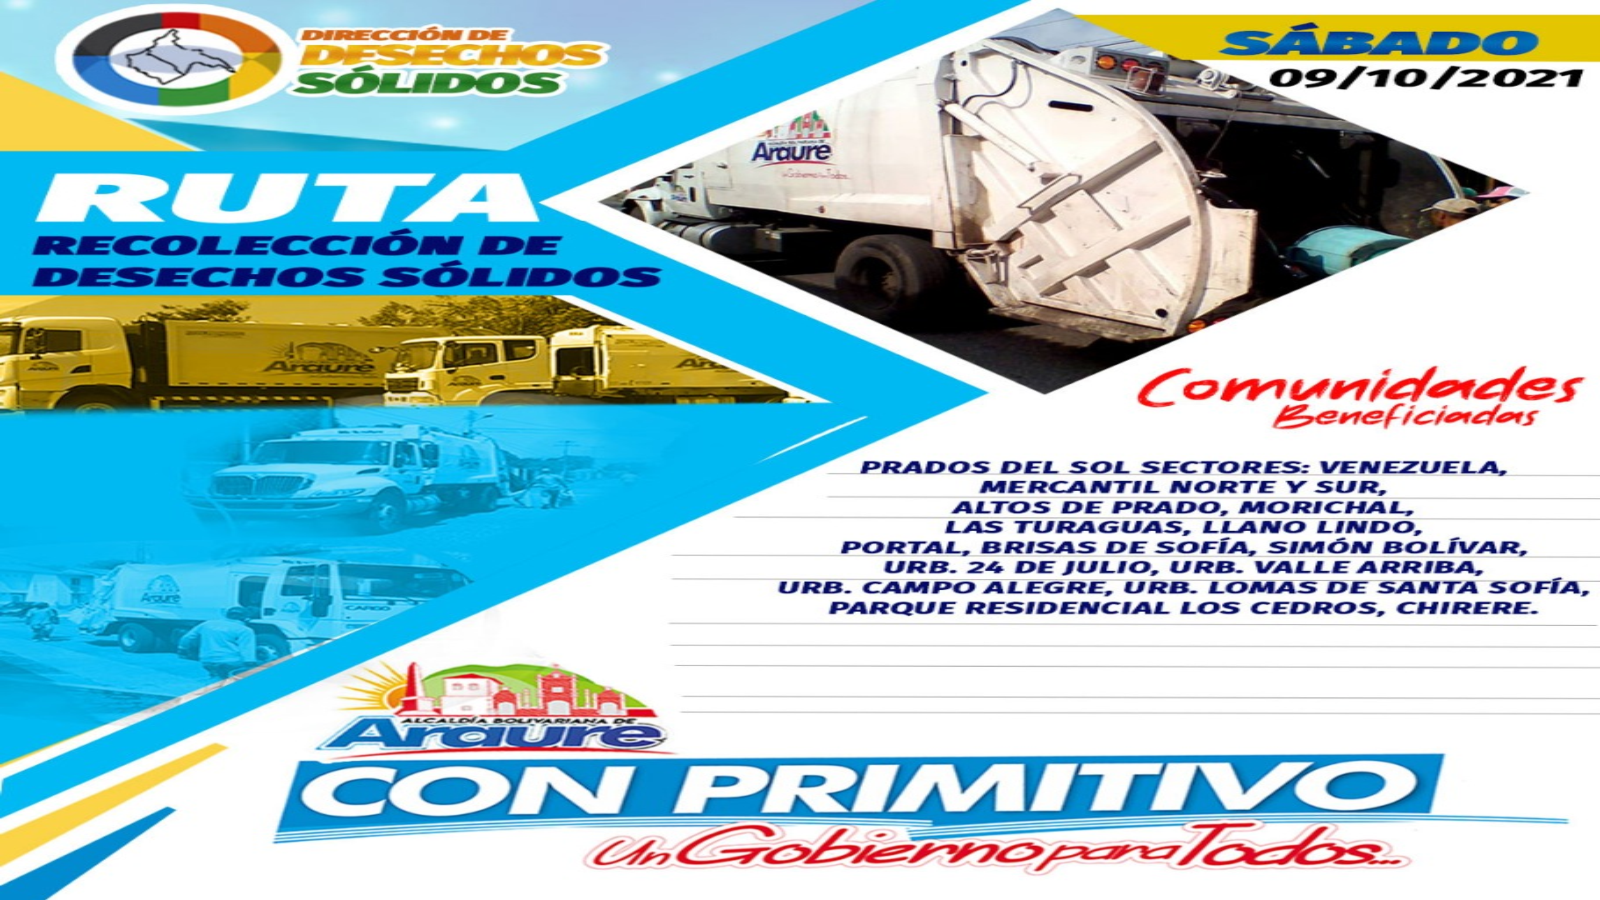 DIRECCIÓN DE
DESECHOS
SÓLIDOS
SÁBADO
09/10/2021
RUTA
RECOLECCIÓN DE
DESECHOS SÓLIDOS
Araure
Araure
Araure
Araure
CARGO
Comunidades
Beneficiadas
PRADOS DEL SOL SECTORES: VENEZUELA,
MERCANTIL NORTE Y SUR,
ALTOS DE PRADO, MORICHAL,
LAS TURAGUAS, LLANO LINDO,
PORTAL, BRISAS DE SOFÍA, SIMÓN BOLÍVAR,
URB. 24 DE JULIO, URB. VALLE ARRIBA,
URB. CAMPO ALEGRE, URB. LOMAS DE SANTA SOFÍA,
PARQUE RESIDENCIAL LOS CEDROS, CHIRERE.
ALCALDÍA BOLIVARIANA DE
Araure
CON PRIMITIVO
Un Gobierno para Todos...